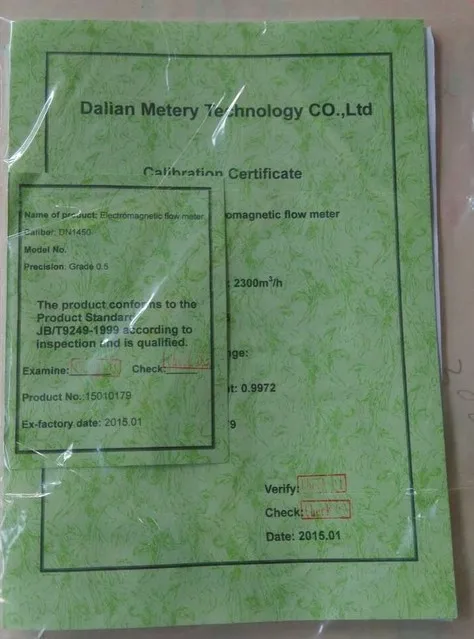 Dalian Metery Technology CO.,Ltd
Calibration Certificate
Name of product: Electromagnetic flow meter
Caliber: DN1450
Model No.
Precision: Grade 0.5
The product conforms to the
Product Standard
JB/T9249-1999 according to
inspection and is qualified.
Examine:
Check:
Product No. 15010179
Ex-factory date: 2015.01
omagnetic flow meter
: 2300m³/h
nge:
t: 0.9972
79
Verify:
Check:
Date: 2015.01